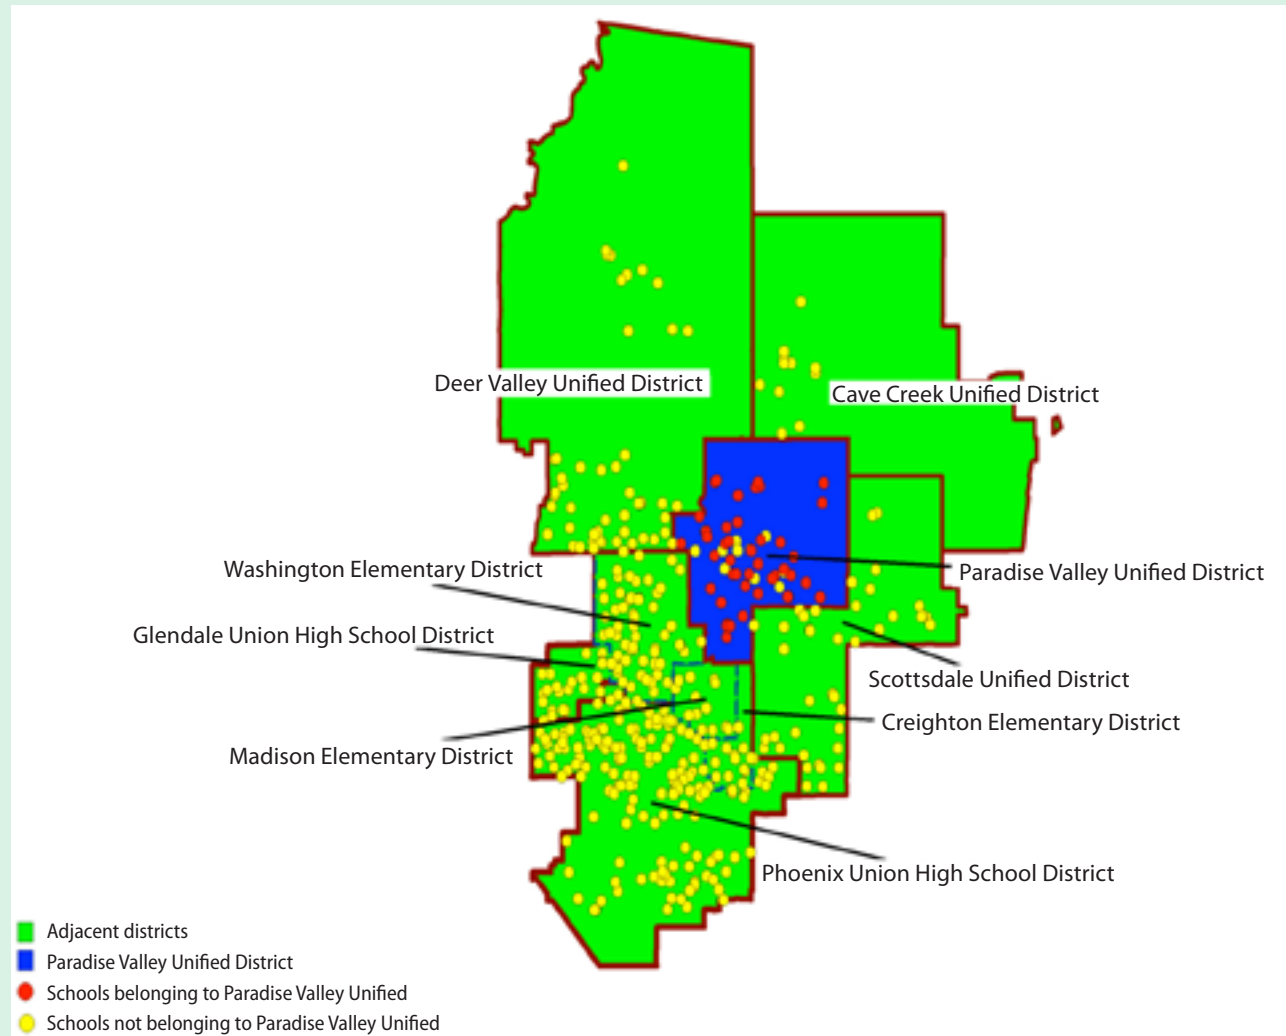 Deer Valley Unified District
Cave Creek Unified District
Washington Elementary District
Paradise Valley Unified District
Glendale Union High School District
Scottsdale Unified District
Creighton Elementary District
Madison Elementary District
Phoenix Union High School District
Adjacent districts
Paradise Valley Unified District
Schools belonging to Paradise Valley Unified
Schools not belonging to Paradise Valley Unified